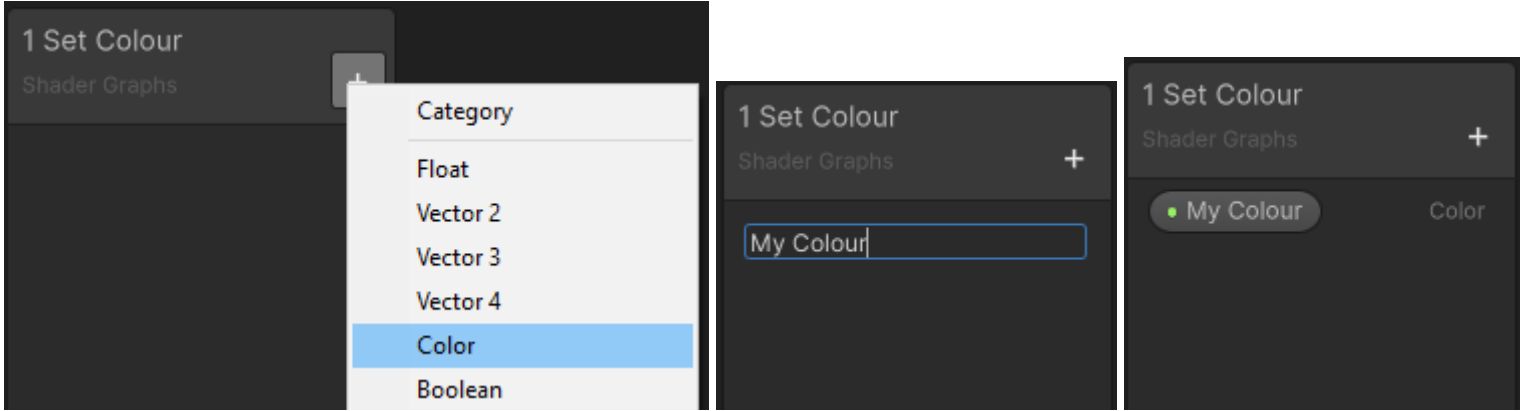 1 Set Colour
Shader Graphs
+
Category
Float
Vector 2
Vector 3
Vector 4
Color
Boolean
1 Set Colour
Shader Graphs
+
My Colour
1 Set Colour
Shader Graphs
+
My Colour
Color